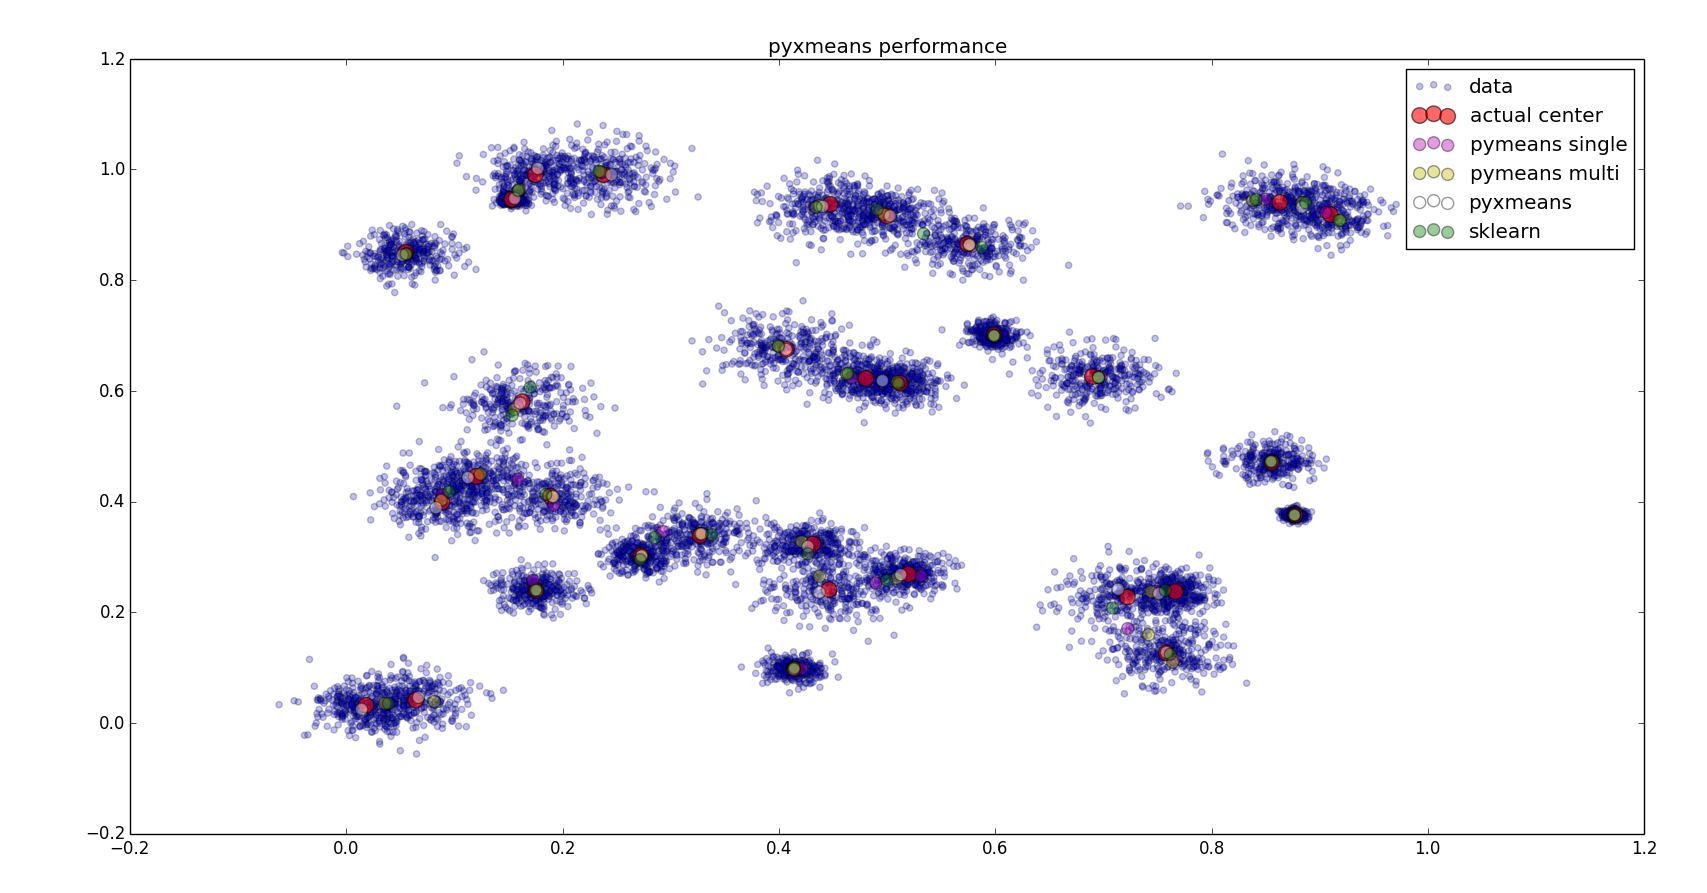 pyxmeans performance
data
actual center
pymeans single
pymeans multi
pyxmeans
sklearn
1.2
1.0
0.8
0.6
0.4
0.2
0.0
−0.2
−0.2 0.0 0.2 0.4 0.6 0.8 1.0 1.2